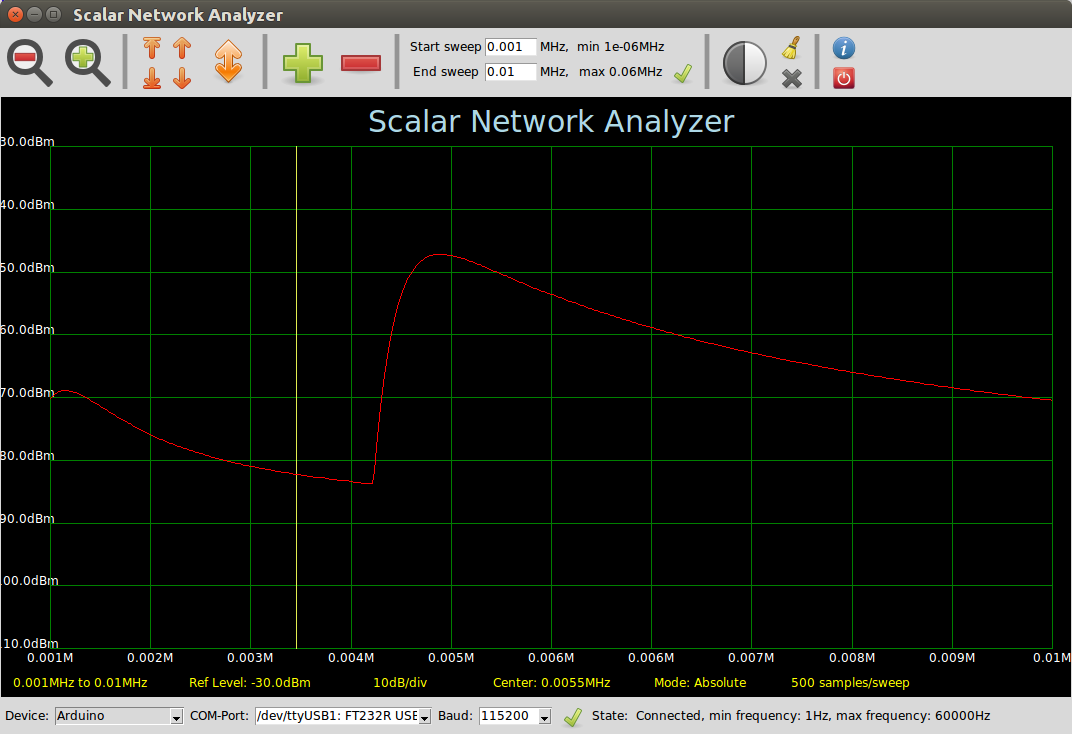 Scalar Network Analyzer
Start sweep 0.001 MHz, min 1e-06MHz
End sweep 0.01 MHz, max 0.06MHz
Scalar Network Analyzer
30.0dBm
40.0dBm
50.0dBm
60.0dBm
70.0dBm
80.0dBm
90.0dBm
00.0dBm
10.0dBm
0.001M 0.002M 0.003M 0.004M 0.005M 0.006M 0.006M 0.007M 0.008M 0.009M 0.01M
0.001MHz to 0.01MHz Ref Level: -30.0dBm 10dB/div Center: 0.0055MHz Mode: Absolute 500 samples/sweep
Device: Arduino COM-Port: /dev/ttyUSB1: FT232R USE Baud: 115200 State: Connected, min frequency: 1Hz, max frequency: 60000Hz